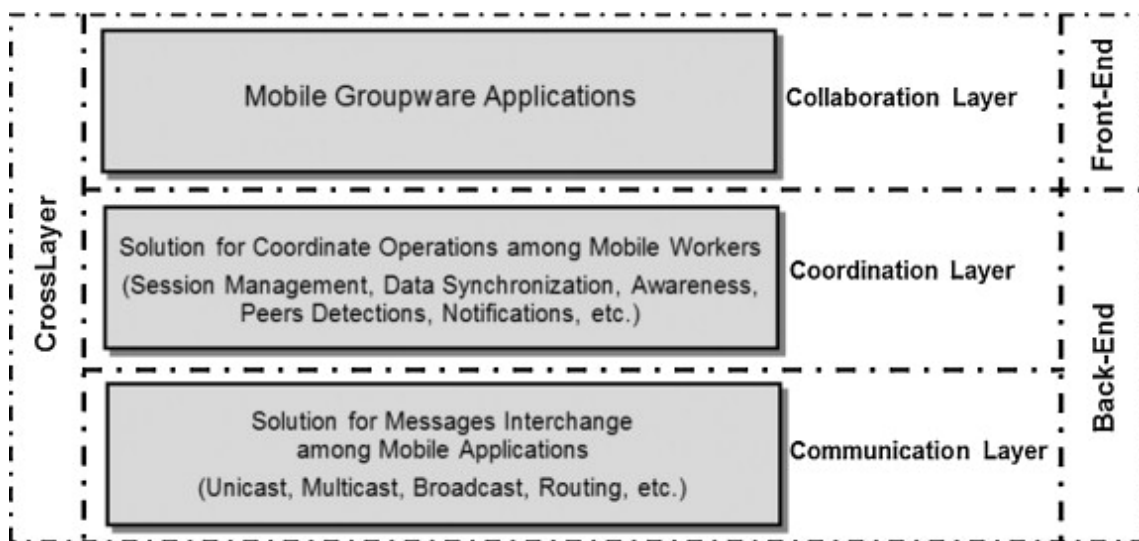 CrossLayer
Mobile Groupware Applications
Collaboration Layer
Front-End
Solution for Coordinate Operations among Mobile Workers
(Session Management, Data Synchronization, Awareness,
Peers Detections, Notifications, etc.)
Coordination Layer
Back-End
Solution for Messages Interchange
among Mobile Applications
(Unicast, Multicast, Broadcast, Routing, etc.)
Communication Layer